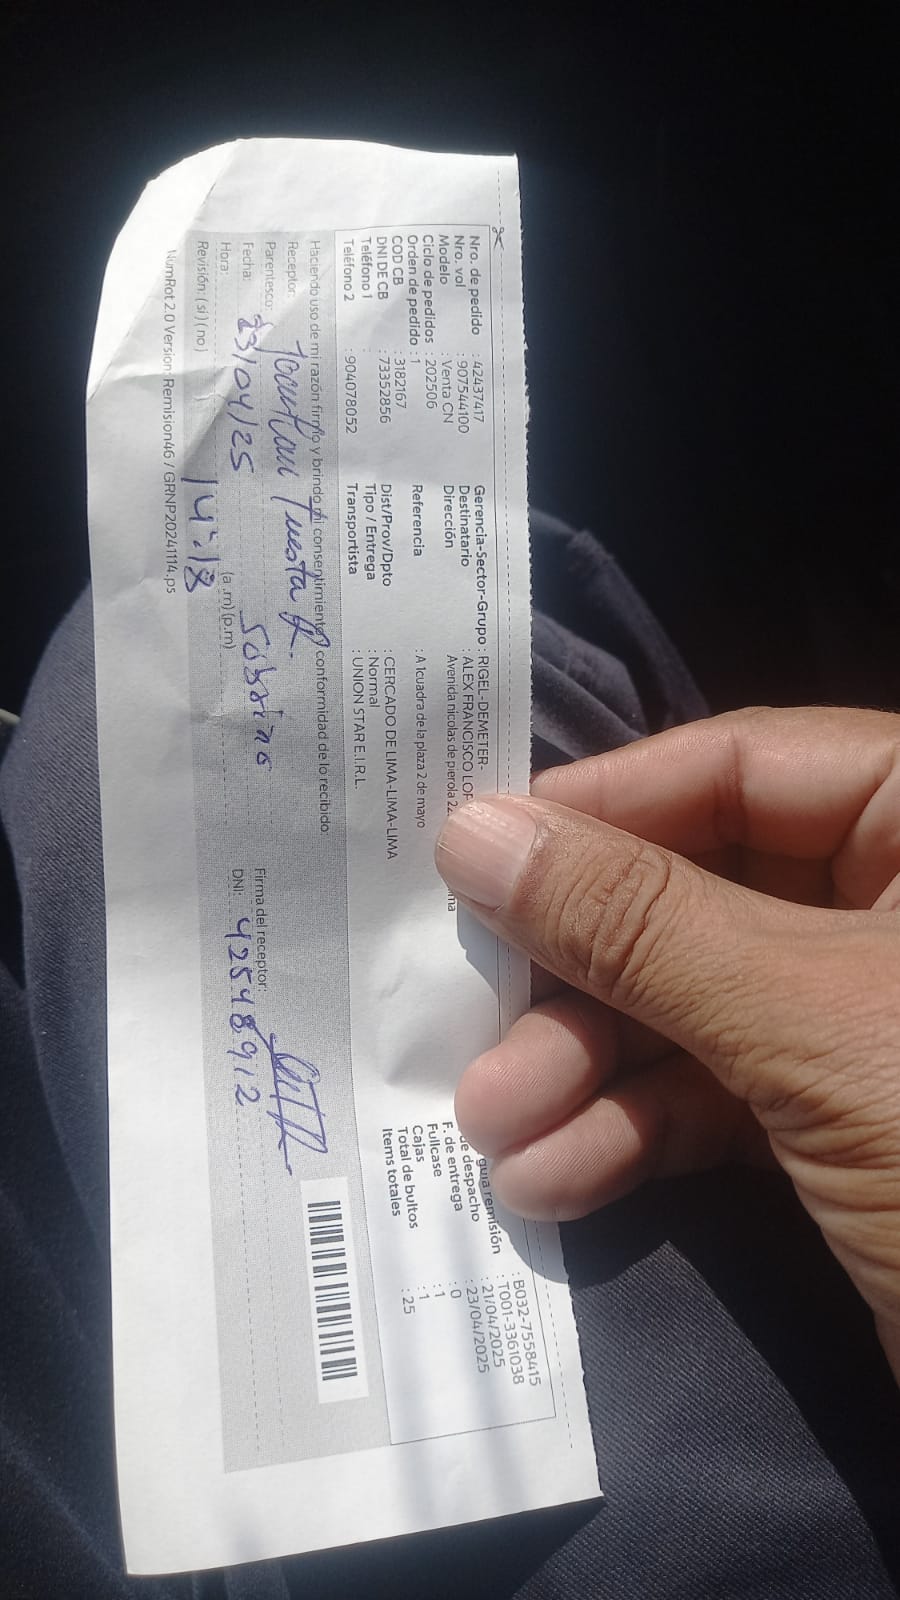 Nro. de pedido : 42437417
Nro. vol : 907544100
Modelo : Venta CN
Ciclo de pedidos : 202506
Orden de pedido : 1
COD CB : 3182167
DNI DE CB : 73352856
Teléfono 1 :
Teléfono 2 : 904078052
Gerencia-Sector-Grupo : RIGEL-DEMETER-
Destinatario : ALEX FRANCISCO
Dirección Avenida nicolas de pierola
Referencia : A 1cuadra de la plaza 2 de mayo
Dist/Prov/Dpto : CERCADO DE LIMA-LIMA-LIMA
Tipo / Entrega : Normal
Transportista : UNION STAR E.I.R.L.
: B032-7558415
guia remisión : T001-3361038
de despacho : 21/04/2025
F. de entrega : 23/04/2025
Fullcase : 0
Cajas : 1
Total de bultos : 1
Items totales : 25
Haciendo uso de mi razón firmo y brindo mi consentimiento y conformidad de lo recibido:
Receptor: Tuesta
Parentesco: Sobrino
Firma del receptor:
Fecha: 23/04/25
DNI: 42548912
Hora: 14:18 (a.m) (p.m)
Revisión: (si) (no)
NumRot 2.0 Version: Remision46 / GRNP20241114.ps